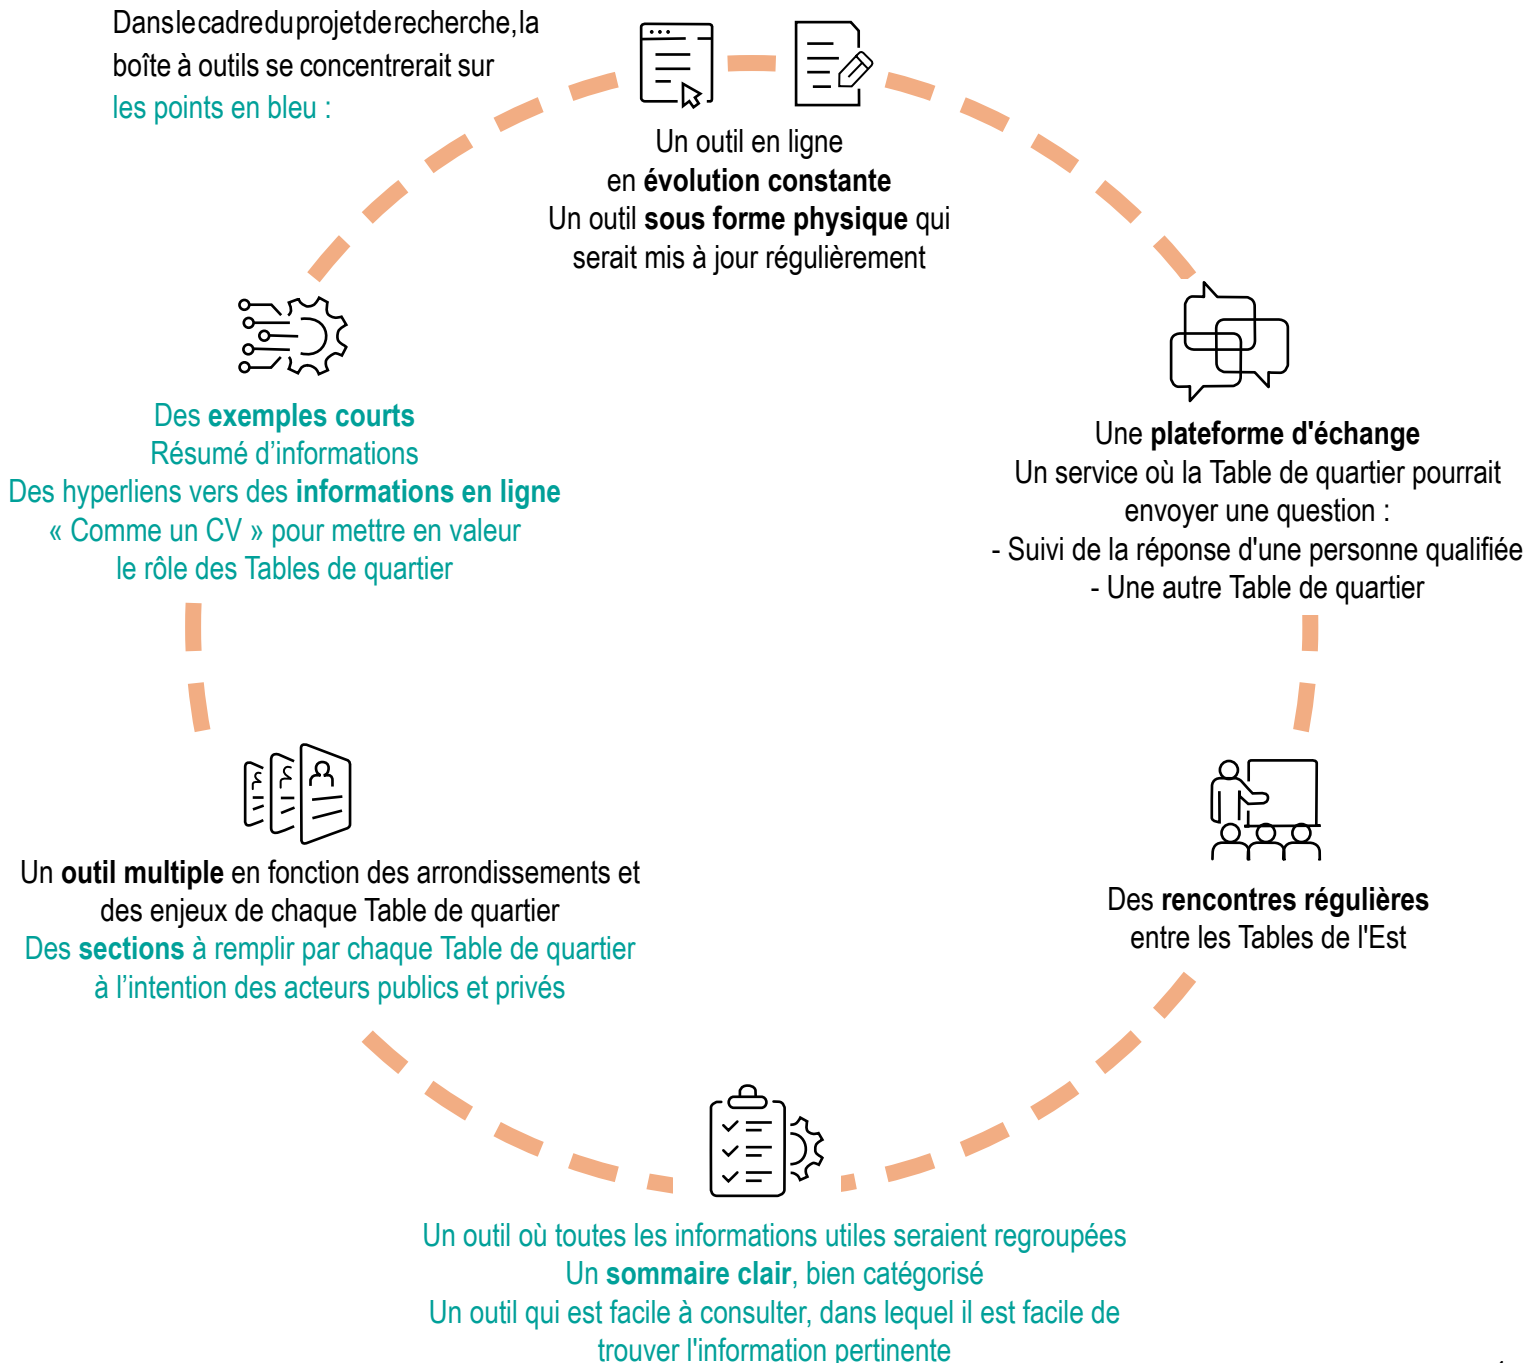 Dans le cadre du projet de recherche, la
boîte à outils se concentrerait sur
les points en bleu :
Un outil en ligne
en évolution constante
Un outil sous forme physique qui
serait mis à jour régulièrement
Des exemples courts
Résumé d’informations
Des hyperliens vers des informations en ligne
« Comme un CV » pour mettre en valeur
le rôle des Tables de quartier
Une plateforme d'échange
Un service où la Table de quartier pourrait
envoyer une question :
- Suivi de la réponse d'une personne qualifiée
- Une autre Table de quartier
Un outil multiple en fonction des arrondissements et
des enjeux de chaque Table de quartier
Des sections à remplir par chaque Table de quartier
à l’intention des acteurs publics et privés
Des rencontres régulières
entre les Tables de l'Est
Un outil où toutes les informations utiles seraient regroupées
Un sommaire clair, bien catégorisé
Un outil qui est facile à consulter, dans lequel il est facile de
trouver l'information pertinente